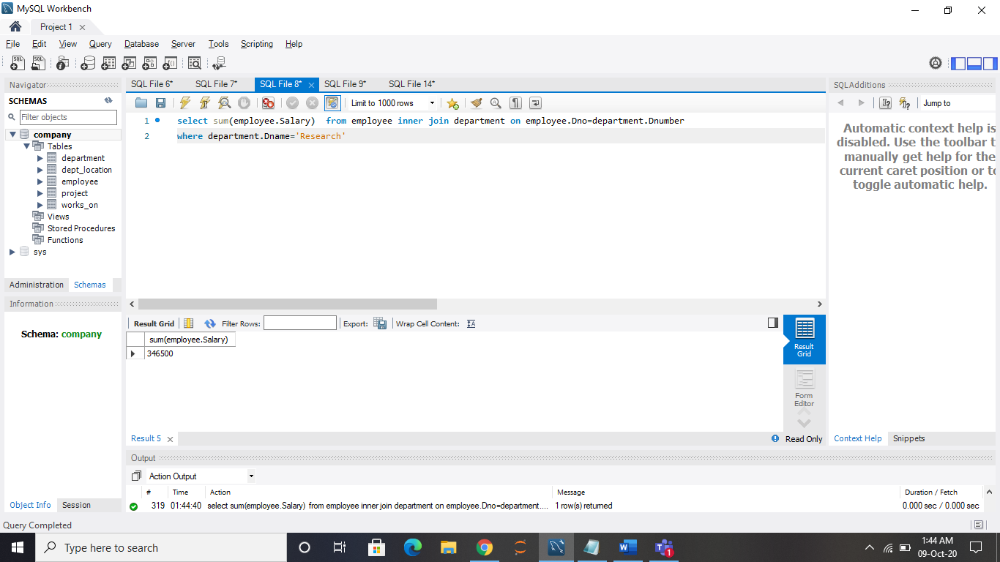 MySQL Workbench
Project 1
File Edit View Query Database Server Tools Scripting Help
Navigator
SCHEMAS
Filter objects
company
Tables
department
dept_location
employee
project
works_on
Views
Stored Procedures
Functions
sys
Administration Schemas
Information
Schema: company
Object Info Session
SQL File 6* SQL File 7* SQL File 8* SQL File 9* SQL File 14*
Limit to 1000 rows
1 select sum(employee.Salary) from employee inner join department on employee.Dno=department.Dnumber
2 where department.Dname='Research'
Result Grid Filter Rows: Export: Wrap Cell Content:
sum(employee.Salary)
346500
Result
Grid
Form
Editor
Result 5 Read Only
SQLAdditions
Jump to
Automatic context help is
disabled. Use the toolbar t
manually get help for the
current caret position or to
toggle automatic help.
Context Help Snippets
Output
Action Output
# Time Action Message Duration / Fetch
319 01:44:40 select sum(employee.Salary) from employee inner join department on employee.Dno=department.... 1 row(s) returned 0.000 sec / 0.000 sec
Query Completed
Type here to search
1
1:44 AM
09-Oct-20